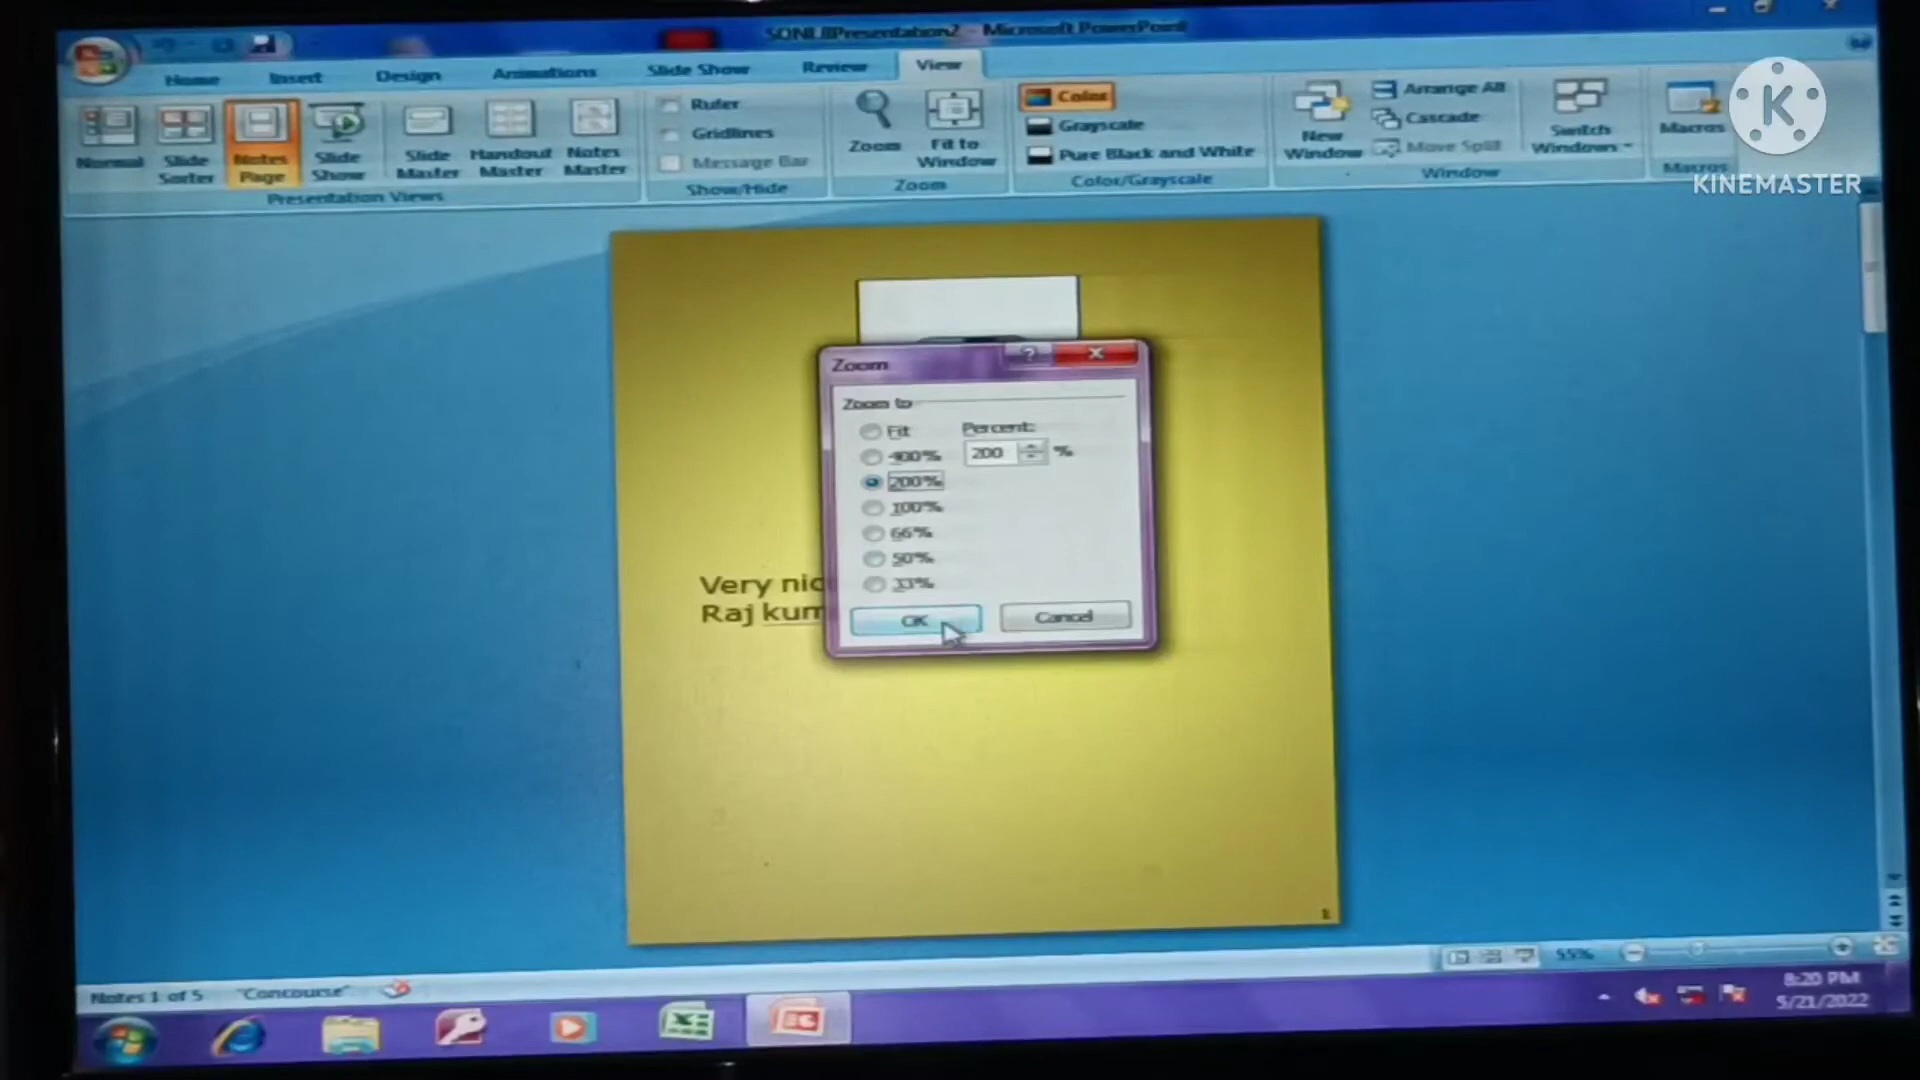 Microsoft PowerPoint
Home Insert Design Animations Slide Show Review View
Normal
Slide Sorter
Notes Page
Slide Show
Slide Master
Handout Master
Notes Master
Presentation Views
Ruler
Gridlines
Message Bar
Show/Hide
Zoom
Fit to Window
Zoom
Color
Grayscale
Pure Black and White
Color/Grayscale
New Window
Arrange All
Cascade
Move Split
Switch Windows
Window
Macros
Macros
K
KINEMASTER
Zoom
?
X
Zoom to
Fit
Percent:
400%
200 %
200%
100%
66%
50%
33%
OK
Cancel
Very nic
Raj kum
1
Notes 1 of 5 "Concourse"
55%
8:20 PM
5/21/2022